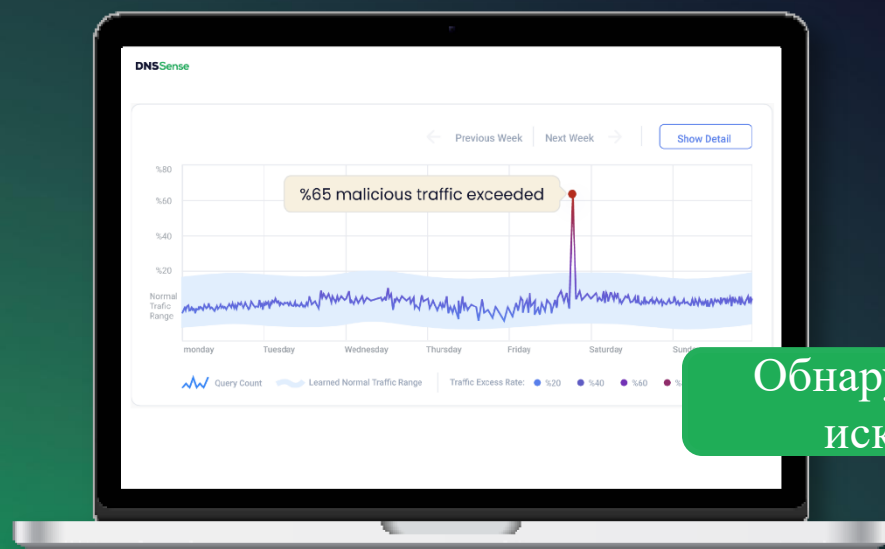 DNSSense
Previous Week Next Week Show Detail
%80
%65 malicious traffic exceeded
%60
%40
%20
Normal
Trafic
Range
monday Tuesday Wednesday Thursday Friday Saturday
Query Count Learned Normal Traffic Range Traffic Excess Rate: %20 %40 %60